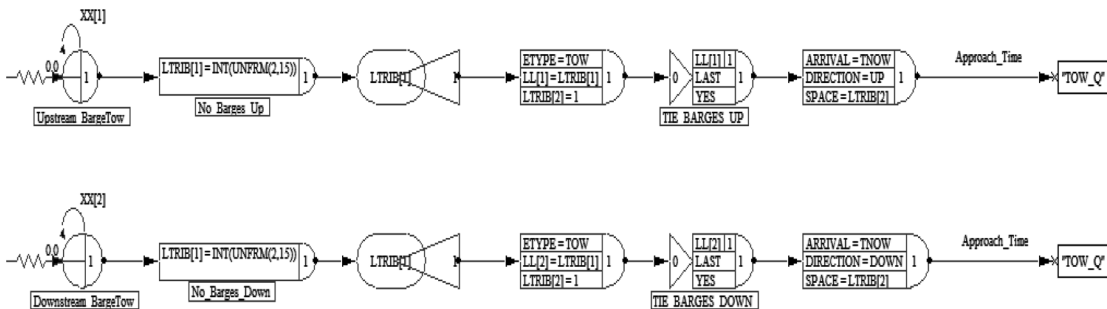 XX[1]
0.0
1
Upstream_BargeTow
LTRIB[1] = INT(UNFRM(2,15))
1
No_Barges_Up
LTRIB[1]
1
ETYPE = TOW
LL[1] = LTRIB[1]
LTRIB[2] = 1
1
0
LL[1] 1
LAST
YES
1
TIE_BARGES_UP
ARRIVAL = TNOW
DIRECTION = UP
SPACE = LTRIB[2]
1
Approach_Time
"TOW_Q"
XX[2]
0.0
1
Downstream_BargeTow
LTRIB[1] = INT(UNFRM(2,15))
1
No_Barges_Down
LTRIB[1]
1
ETYPE = TOW
LL[2] = LTRIB[1]
LTRIB[2] = 1
1
0
LL[2] 1
LAST
YES
1
TIE_BARGES_DOWN
ARRIVAL = TNOW
DIRECTION = DOWN
SPACE = LTRIB[2]
1
Approach_Time
"TOW_Q"